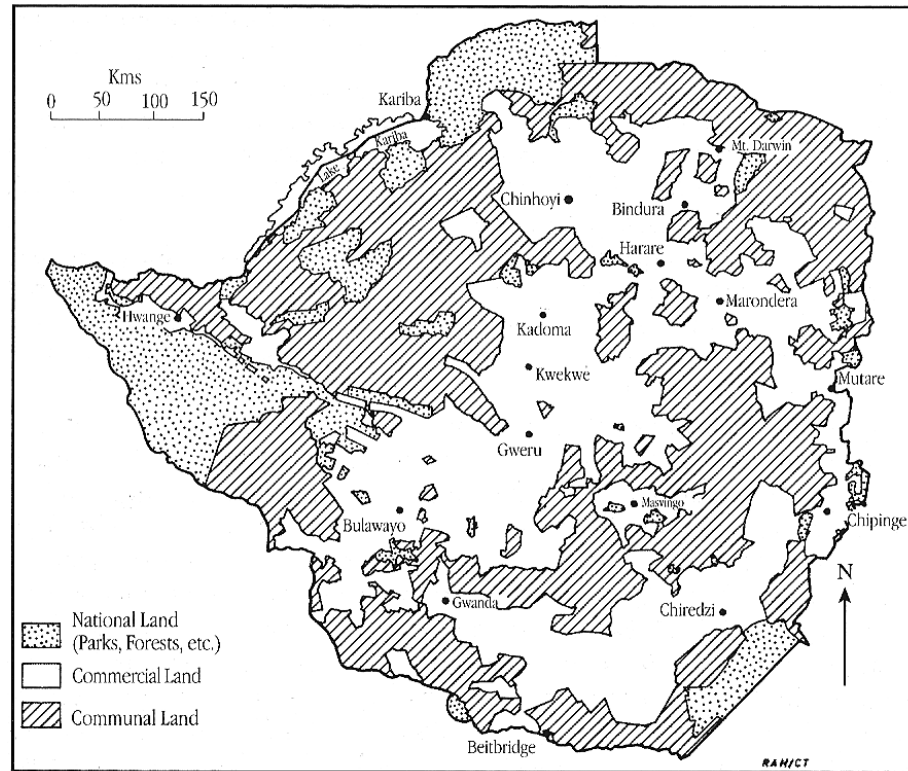 Kms
0 50 100 150
Kariba
Lake Kariba
Mt. Darwin
Chinhoyi
Bindura
Harare
Hwange
Marondera
Kadoma
Kwekwe
Mutare
Gweru
Masvingo
Bulawayo
Chipinge
N
Gwanda
Chiredzi
National Land
(Parks, Forests, etc.)
Commercial Land
Communal Land
Beitbridge
RAH/CT